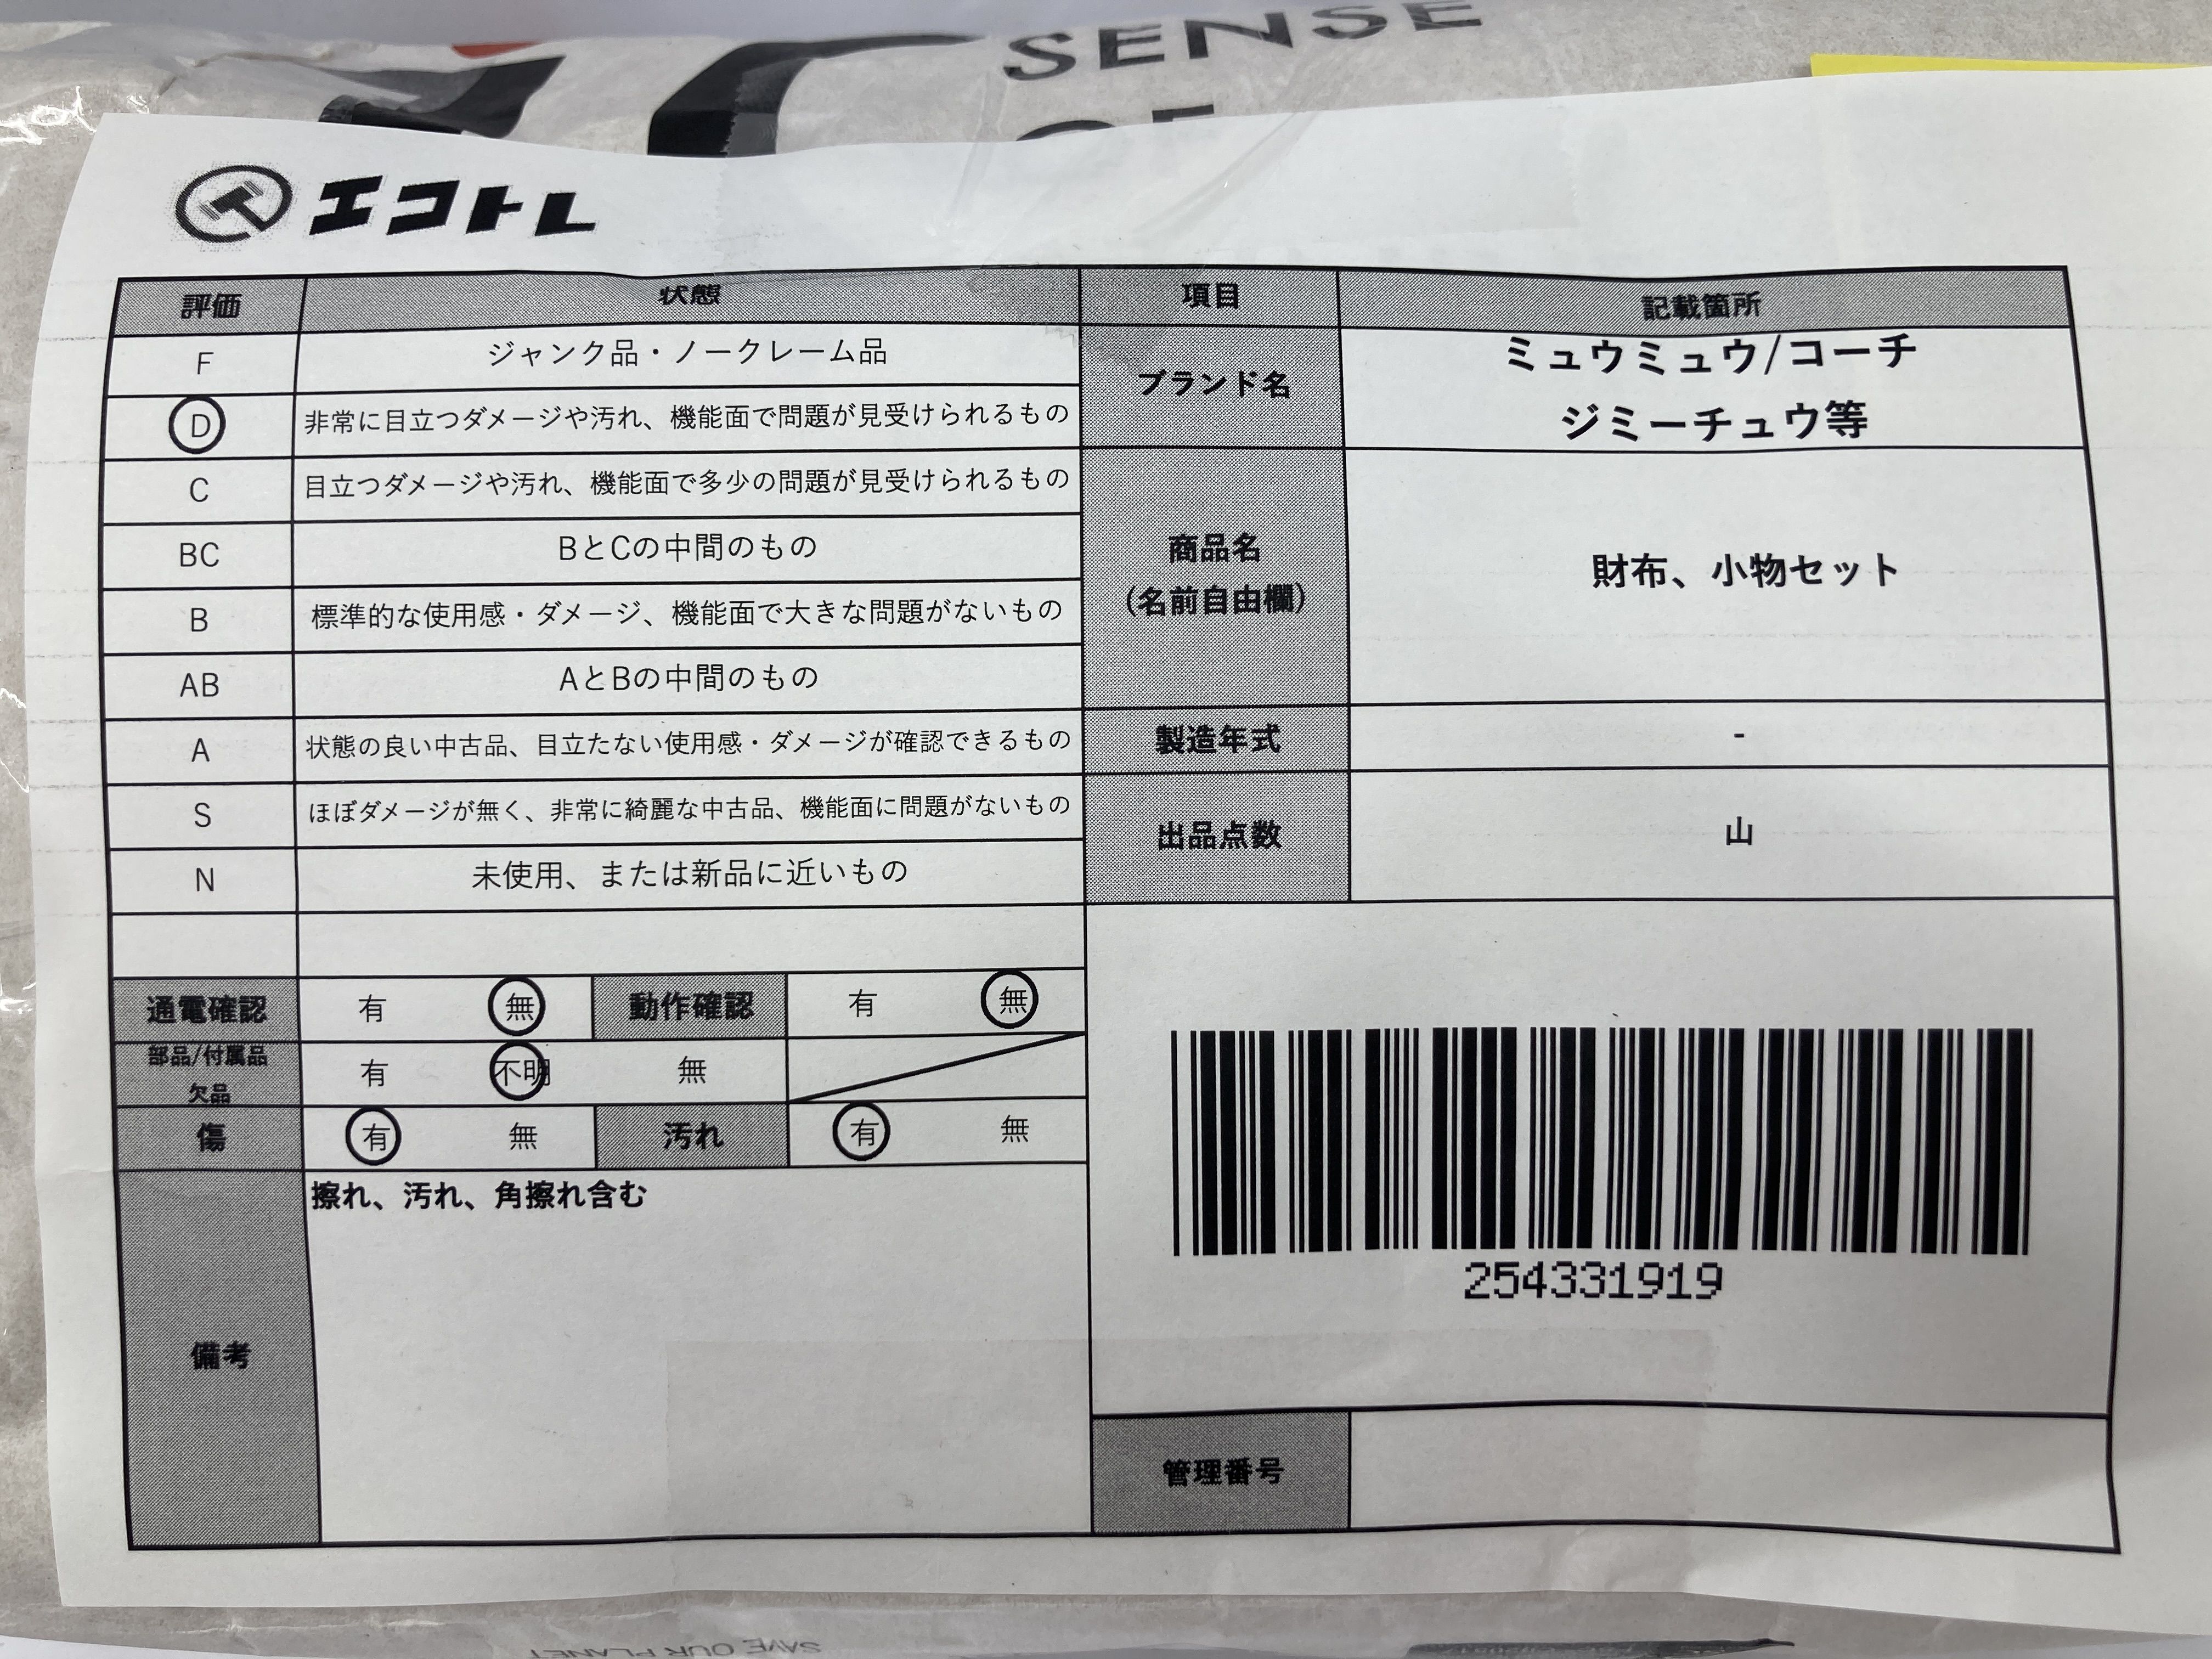 SENSE
エコトレ
評価 状態 項目 記載箇所
F ジャンク品・ノークレーム品
D 非常に目立つダメージや汚れ、機能面で問題が見受けられるもの
C 目立つダメージや汚れ、機能面で多少の問題が見受けられるもの
BC BとCの中間のもの
B 標準的な使用感・ダメージ、機能面で大きな問題がないもの
AB AとBの中間のもの
A 状態の良い中古品、目立たない使用感・ダメージが確認できるもの
S ほぼダメージが無く、非常に綺麗な中古品、機能面に問題がないもの
N 未使用、または新品に近いもの
通電確認 有 無 動作確認 有 無
部品/付属品
欠品
有 不明 無
傷 有 無 汚れ 有 無
備考
擦れ、汚れ、角擦れ含む
ブランド名
ミュウミュウ/コーチ
ジミーチュウ等
商品名
(名前自由欄)
財布、小物セット
製造年式 -
出品点数 山
254331919
管理番号
SAVE OUR PLANET